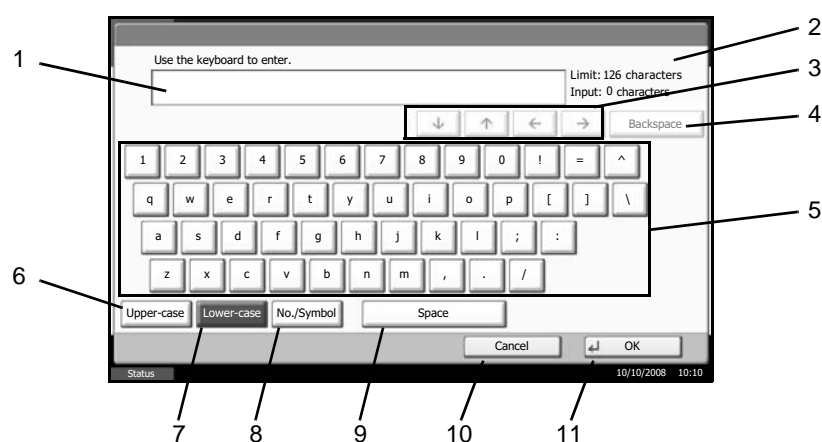 2
Use the keyboard to enter.
1
Limit: 126 characters
3
Input: 0 characters
4
Backspace
1 2 3 4 5 6 7 8 9 0 ! = ^
q w e r t y u i o p [ ] \
5
a s d f g h j k l ; :
z x c v b n m , . /
6
Upper-case Lower-case No./Symbol Space
Cancel OK
Status 10/10/2008 10:10
7 8 9 10 11